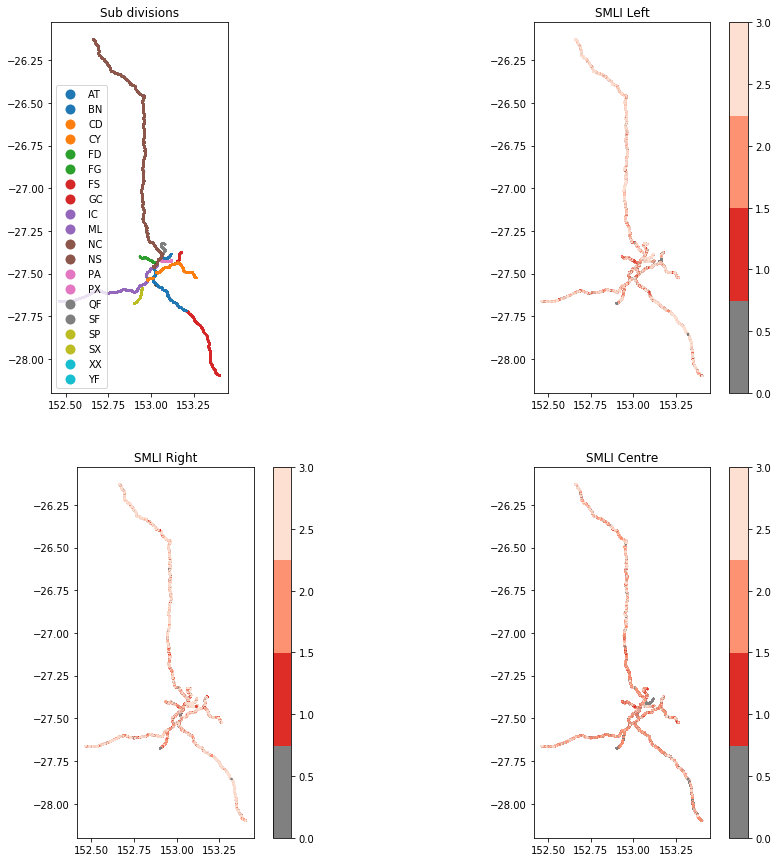 Sub divisions
−26.25
−26.50
−26.75
−27.00
−27.25
−27.50
−27.75
−28.00
AT
BN
CD
CY
FD
FG
FS
GC
IC
ML
NC
NS
PA
PX
QF
SF
SP
SX
XX
YF
152.50 152.75 153.00 153.25
SMLI Left
−26.25
−26.50
−26.75
−27.00
−27.25
−27.50
−27.75
−28.00
152.50 152.75 153.00 153.25
3.0
2.5
2.0
1.5
1.0
0.5
0.0
SMLI Right
−26.25
−26.50
−26.75
−27.00
−27.25
−27.50
−27.75
−28.00
152.50 152.75 153.00 153.25
3.0
2.5
2.0
1.5
1.0
0.5
0.0
SMLI Centre
−26.25
−26.50
−26.75
−27.00
−27.25
−27.50
−27.75
−28.00
152.50 152.75 153.00 153.25
3.0
2.5
2.0
1.5
1.0
0.5
0.0